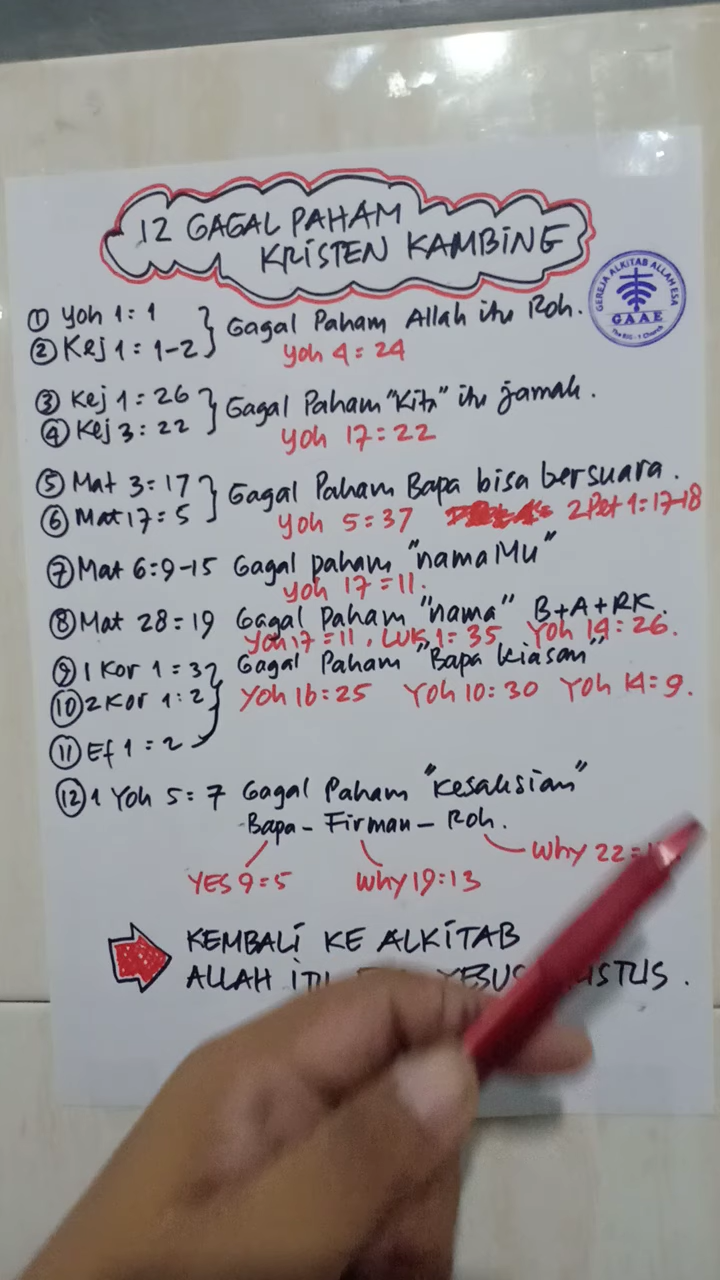 12 GAGAL PAHAM
KRISTEN KAMBING
GEREJA ALKITAB ALLAH ESA
GAAE
The BIG-1 Church
① Yoh 1:1
② Kej 1:1-2
Gagal Paham Allah itu Roh.
Yoh 4:24
③ Kej 1:26
④ Kej 3:22
Gagal Paham "Kita" itu jamak.
Yoh 17:22
⑤ Mat 3:17
⑥ Mat 17:5
Gagal Paham Bapa bisa bersuara.
Yoh 5:37 2Pet 1:17-18
⑦ Mat 6:9-15 Gagal paham "namaMu"
Yoh 17:11.
⑧ Mat 28:19 Gagal paham "nama" B+A+RK.
Yoh 17:11, LUK 1:35 Yoh 14:26.
⑨ 1 Kor 1:3
⑩ 2 Kor 1:2
⑪ Ef 1:2
Gagal Paham "Bapa kiasan"
Yoh 16:25 Yoh 10:30 Yoh 14:9.
⑫ 1 Yoh 5:7 Gagal Paham "Kesaksian"
Bapa - Firman - Roh.
YES 9:5 Why 19:13 Why 22:
KEMBALI KE ALKITAB
ALLAH ITU